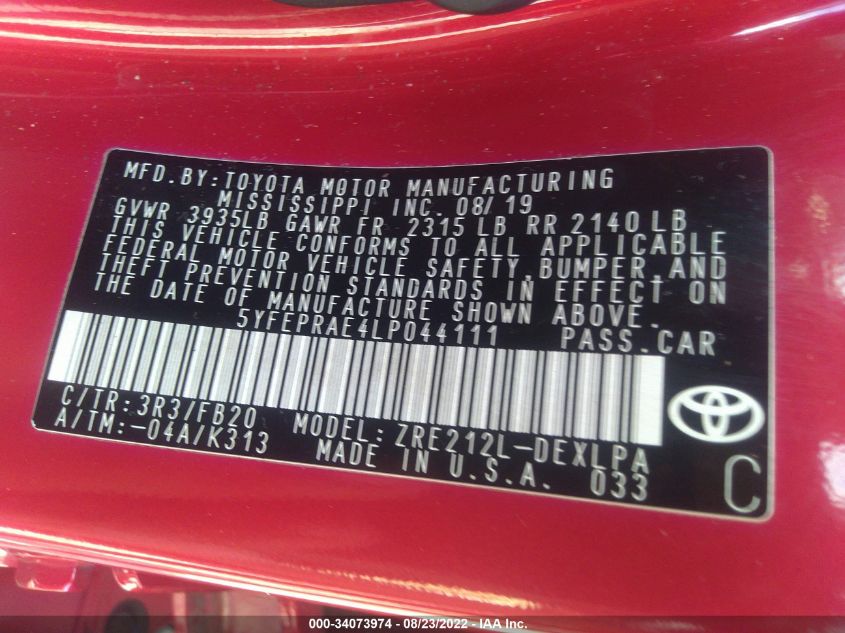 MFD.BY:TOYOTA MOTOR MANUFACTURING
MISSISSIPPI INC. 08/19
GVWR 3935LB GAWR FR 2315 LB RR 2140 LB
THIS VEHICLE CONFORMS TO ALL APPLICABLE
FEDERAL MOTOR VEHICLE SAFETY,BUMPER,AND
THEFT PREVENTION STANDARDS IN EFFECT ON
THE DATE OF MANUFACTURE SHOWN ABOVE.
5YFEPRAE4LP044111 PASS.CAR
C/TR:3R3/FB20 MODEL:ZRE212L-DEXLPA
A/TM:-04A/K313 MADE IN U.S.A. 033
C
000-34073974 - 08/23/2022 - IAA Inc.